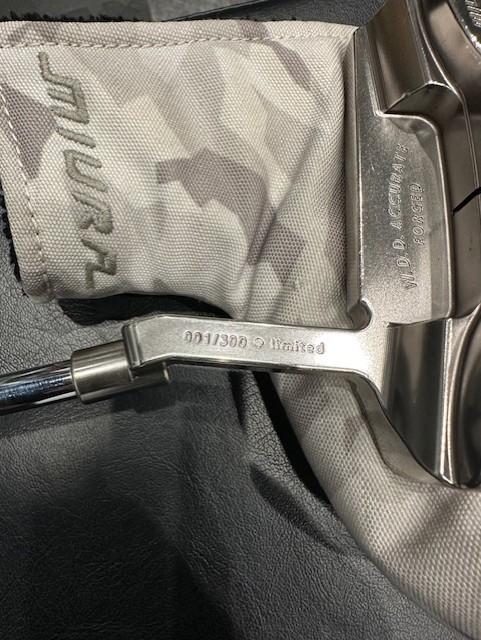 MIURA
W.D.D. ACCURATE
FORGED
001/300 limited